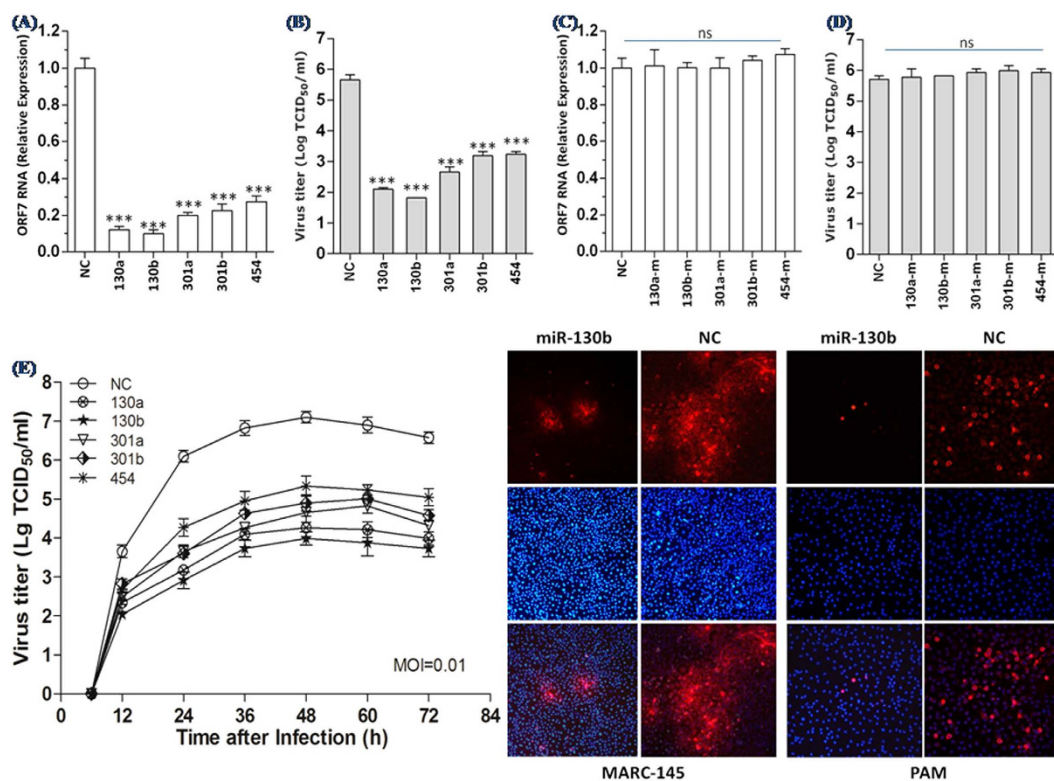 (A)
ORF7 RNA (Relative Expression)
1.2
1.0
0.8
0.6
0.4
0.2
0.0
***
***
***
***
***
NC
130a
130b
301a
301b
454
(B)
Virus titer (Log TCID50/ml)
7
6
5
4
3
2
1
0
***
***
***
***
***
NC
130a
130b
301a
301b
454
(C)
ORF7 RNA (Relative Expression)
ns
1.2
1.0
0.8
0.6
0.4
0.2
0.0
NC
130a-m
130b-m
301a-m
301b-m
454-m
(D)
Virus titer (Log TCID50/ml)
ns
7
6
5
4
3
2
1
0
NC
130a-m
130b-m
301a-m
301b-m
454-m
(E)
Virus titer (Lg TCID50/ml)
8
7
6
5
4
3
2
1
0
NC
130a
130b
301a
301b
454
MOI=0.01
0 12 24 36 48 60 72 84
Time after Infection (h)
miR-130b NC miR-130b NC
MARC-145 PAM